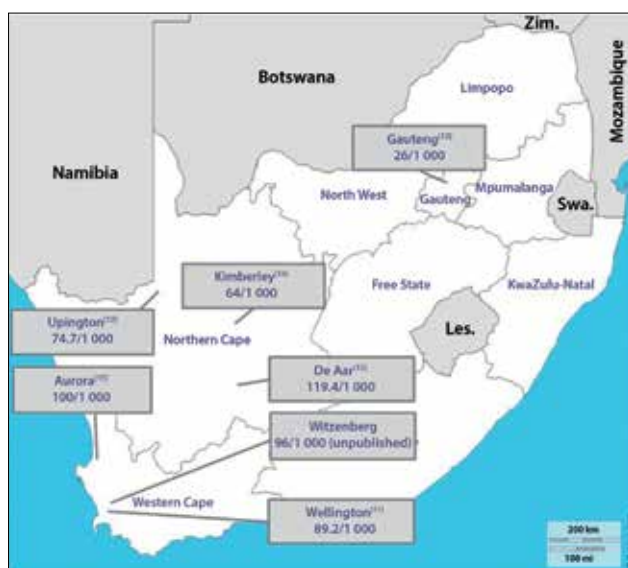 Zim.
Mozambique
Botswana
Limpopo
Gauteng
26/1 000
Namibia
North West
Gauteng
Mpumalanga
Swa.
Kimberley
64/1 000
Free State
KwaZulu-Natal
Upington
74.7/1 000
Northern Cape
Les.
Aurora
100/1 000
De Aar
119.4/1 000
Witzenberg
96/1 000 (unpublished)
Western Cape
Wellington
89.2/1 000
200 km
100 mi